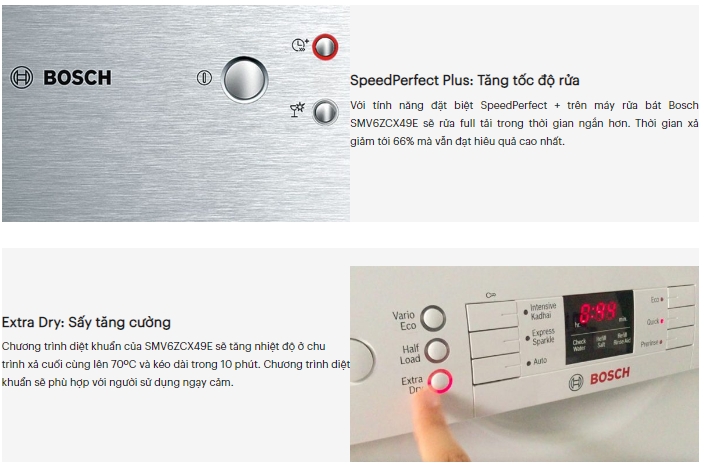 BOSCH
SpeedPerfect Plus: Tăng tốc độ rửa
Với tính năng đặt biệt SpeedPerfect + trên máy rửa bát Bosch
SMV6ZCX49E sẽ rửa full tải trong thời gian ngắn hơn. Thời gian xả
giảm tới 66% mà vẫn đạt hiêu quả cao nhất.
Extra Dry: Sấy tăng cường
Chương trình diệt khuẩn của SMV6ZCX49E sẽ tăng nhiệt độ ở chu
trình xả cuối cùng lên 70ºC và kéo dài trong 10 phút. Chương trình diệt
khuẩn sẽ phù hợp với người sử dụng nhạy cảm.
Vario
Eco
Half
Load
Extra
Dry
Intensive
Kadhai
Express
Sparkle
Auto
8:44
hr.
min.
Check
Water
Refill
Salt
Refill
Rinse Aid
Eco
Quick
PreRinse
BOSCH